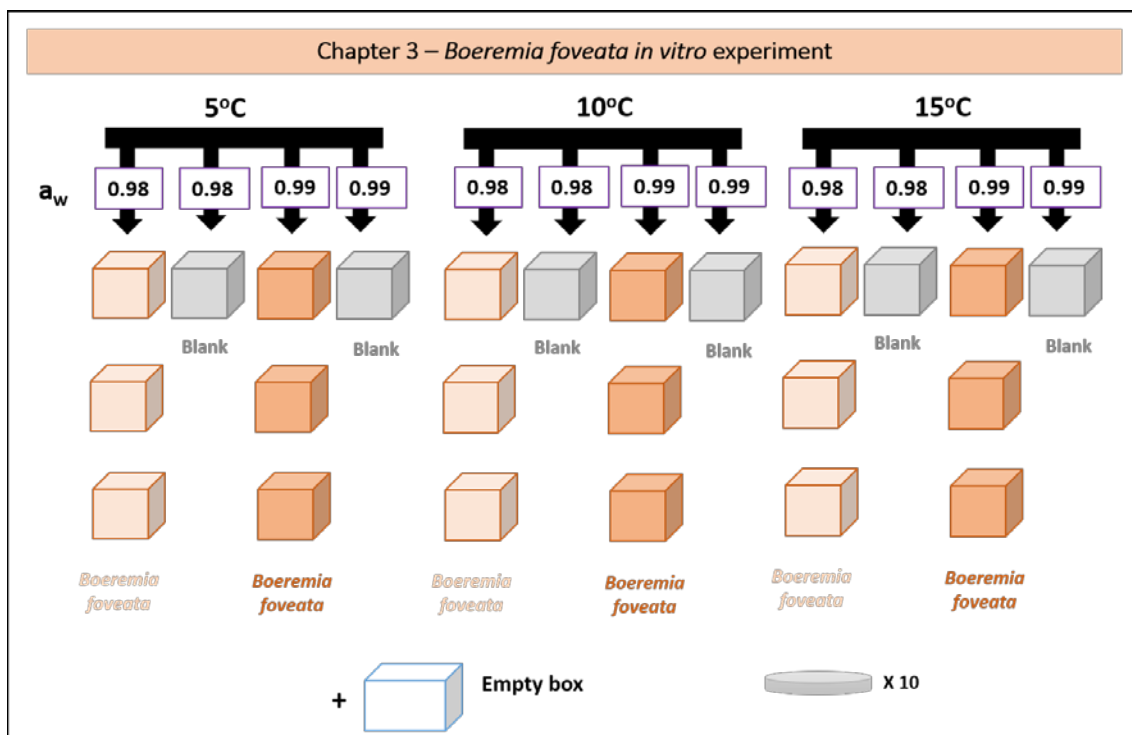 Chapter 3 – Boeremia foveata in vitro experiment
5°C 10°C 15°C
aw 0.98 0.98 0.99 0.99 0.98 0.98 0.99 0.99 0.98 0.98 0.99 0.99
Blank Blank Blank Blank Blank Blank
Boeremia Boeremia Boeremia Boeremia Boeremia Boeremia
foveata foveata foveata foveata foveata foveata
+ Empty box X 10